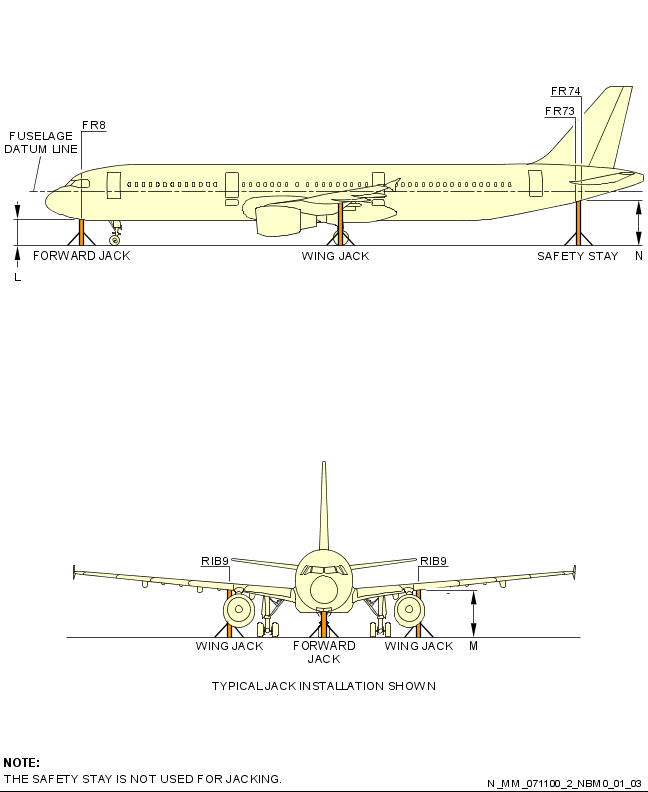 FR74
FR73
FR8
FUSELAGE
DATUM LINE
FORWARD JACK
WING JACK
SAFETY STAY
N
L
RIB9
RIB9
WING JACK
FORWARD
JACK
WING JACK
M
TYPICAL JACK INSTALLATION SHOWN
NOTE:
THE SAFETY STAY IS NOT USED FOR JACKING.
N_MM_071100_2_NBM0_01_03